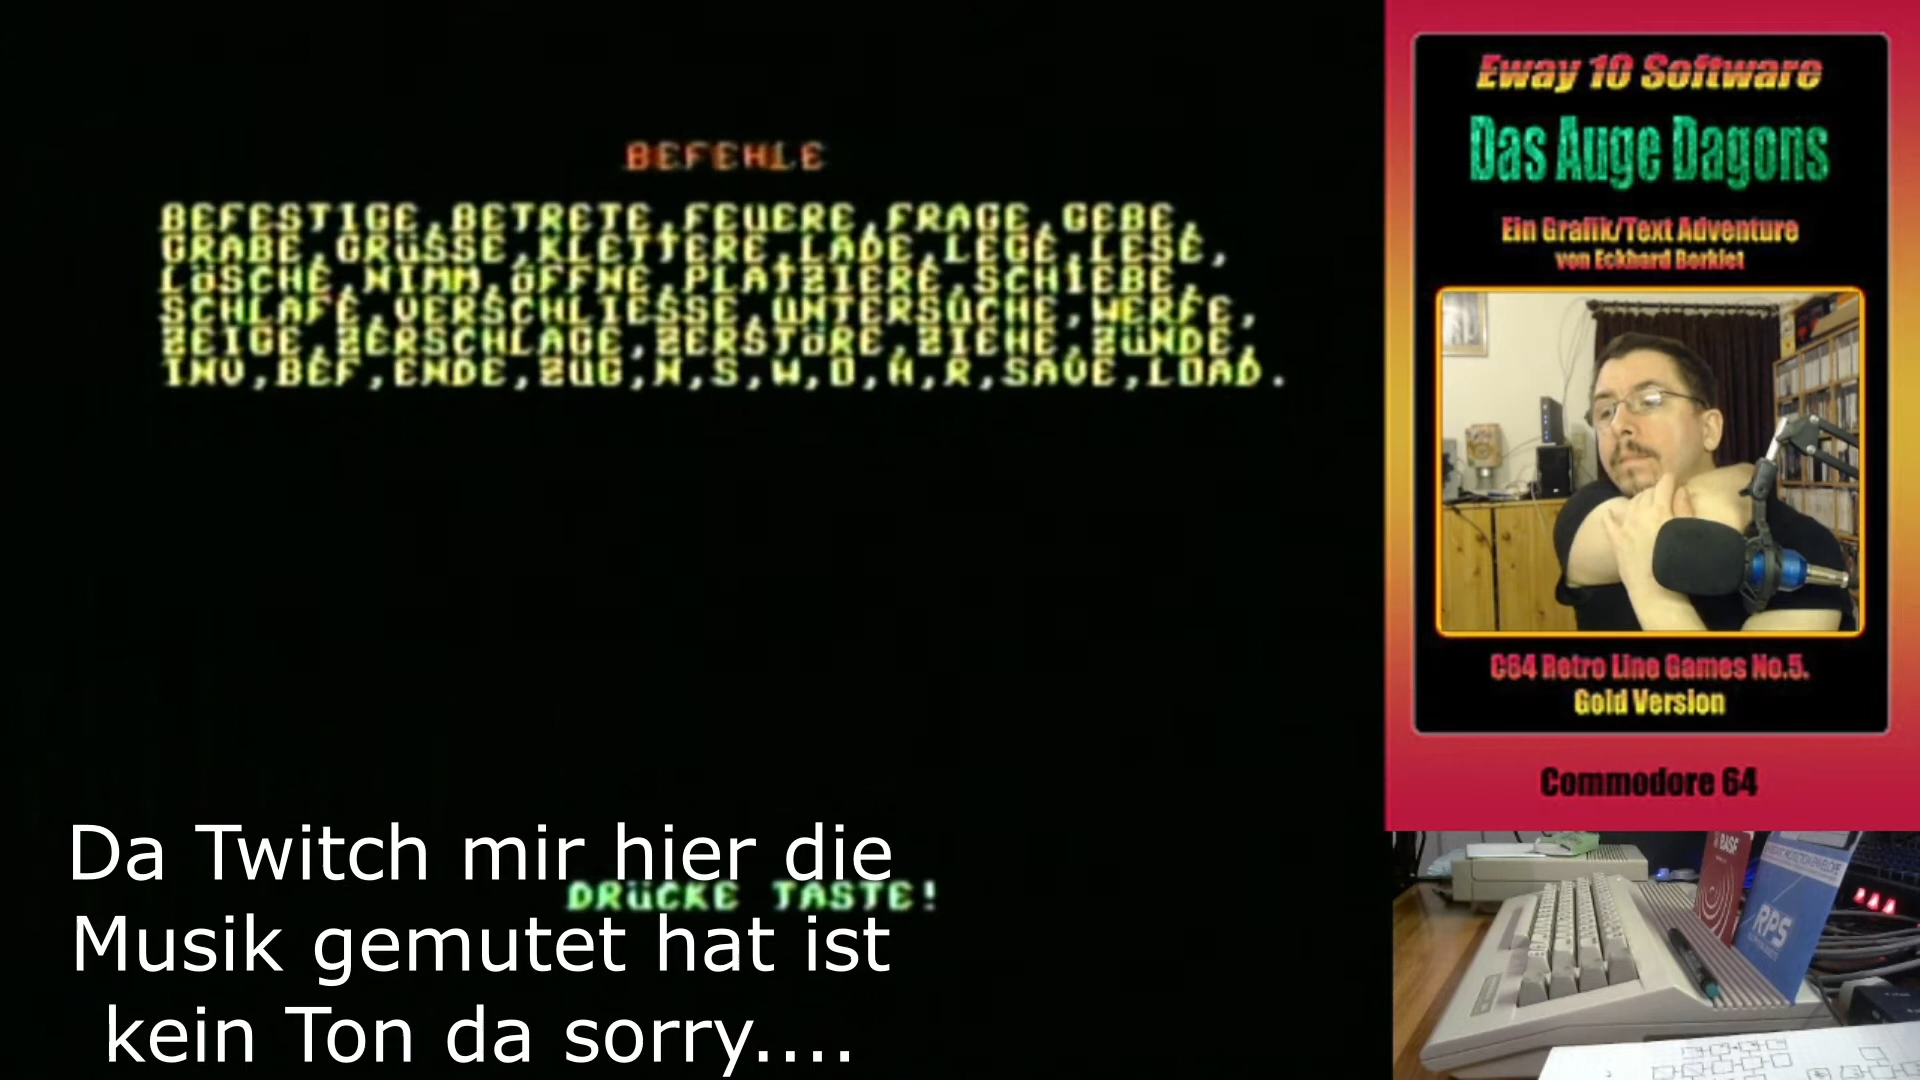 BEFEHLE
BEFESTIGE,BETRETE,FEUERE,FRAGE,GEBE,
GRABE,GRüSSE,KLETTERE,LADE,LEGE,LESE,
LöSCHE,NIMM,öFFNE,PLATZIERE,SCHIEBE,
SCHLAFE,VERSCHLIESSE,UNTERSUCHE,WERFE,
ZEIGE,ZERSCHLAGE,ZERSTöRE,ZIEHE,ZüNDE,
INV,BEF,ENDE,ZUG,N,S,W,O,H,R,SAVE,LOAD.
DRüCKE TASTE!
Da Twitch mir hier die
Musik gemutet hat ist
kein Ton da sorry....
Eway 10 Software
Das Auge Dagons
Ein Grafik/Text Adventure
von Eckhard Borkiet
C64 Retro Line Games No.5.
Gold Version
Commodore 64
BASF
RPS